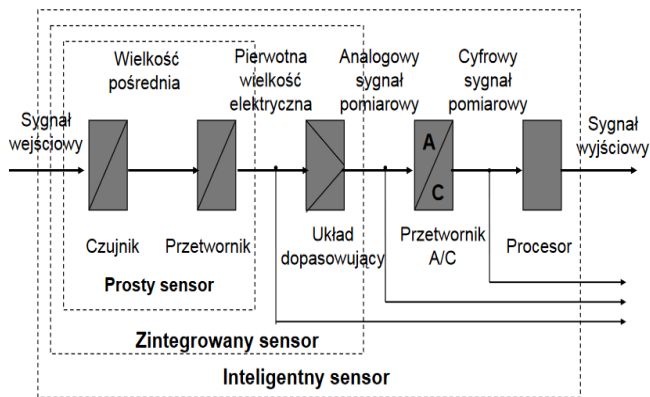 Wielkość
pośrednia
Pierwotna
wielkość
elektryczna
Analogowy
sygnał
pomiarowy
Cyfrowy
sygnał
pomiarowy
Sygnał
wejściowy
Sygnał
wyjściowy
A
C
Czujnik
Przetwornik
Układ
dopasowujący
Przetwornik
A/C
Procesor
Prosty sensor
Zintegrowany sensor
Inteligentny sensor